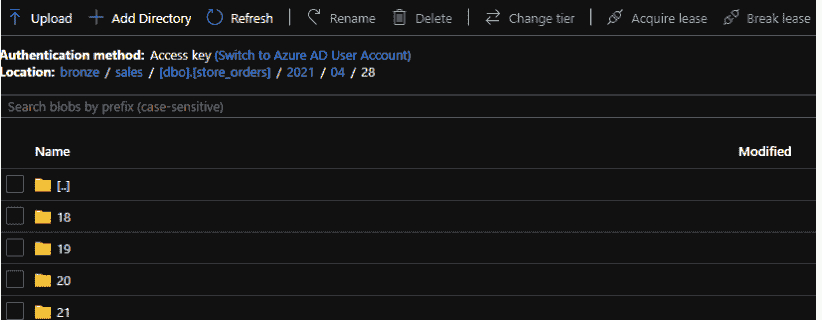 Upload Add Directory Refresh | Rename Delete Change tier | Acquire lease Break lease
Authentication method: Access key (Switch to Azure AD User Account)
Location: bronze / sales / [dbo].[store_orders] / 2021 / 04 / 28
Search blobs by prefix (case-sensitive)
Name Modified
[..]
18
19
20
21